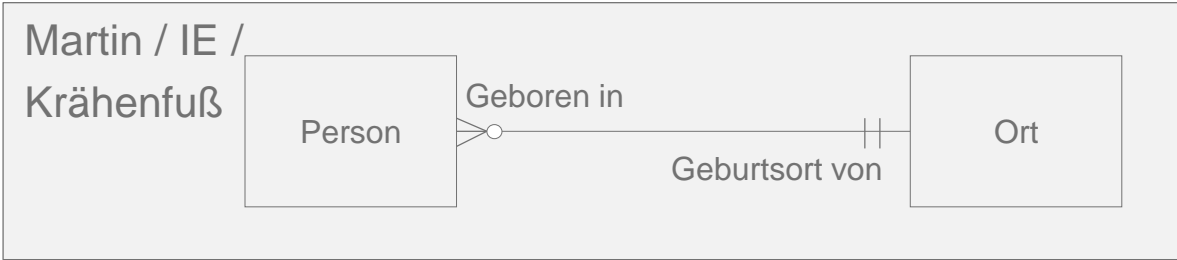 Martin / IE /
Krähenfuß
Person
Geboren in
Geburtsort von
Ort